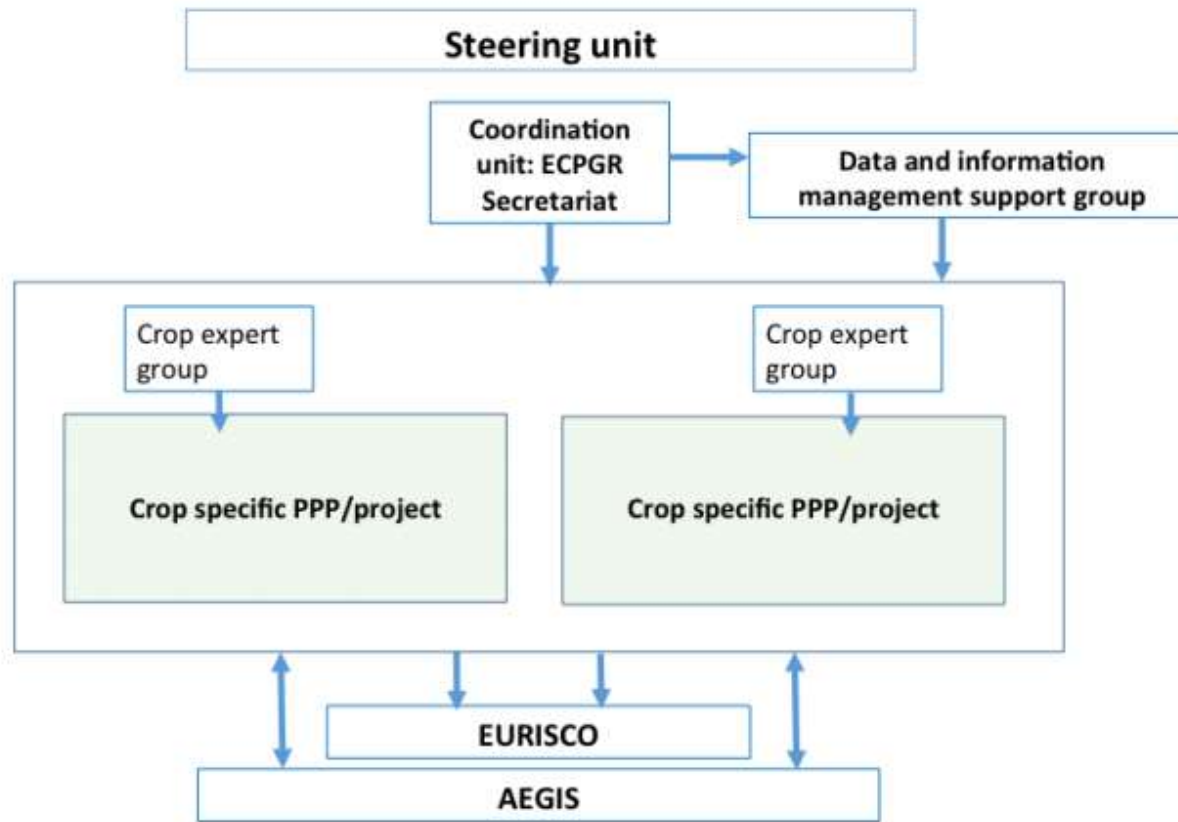 Steering unit
Coordination
unit: ECPGR
Secretariat
Data and information
management support group
Crop expert
group
Crop expert
group
Crop specific PPP/project
Crop specific PPP/project
EURISCO
AEGIS